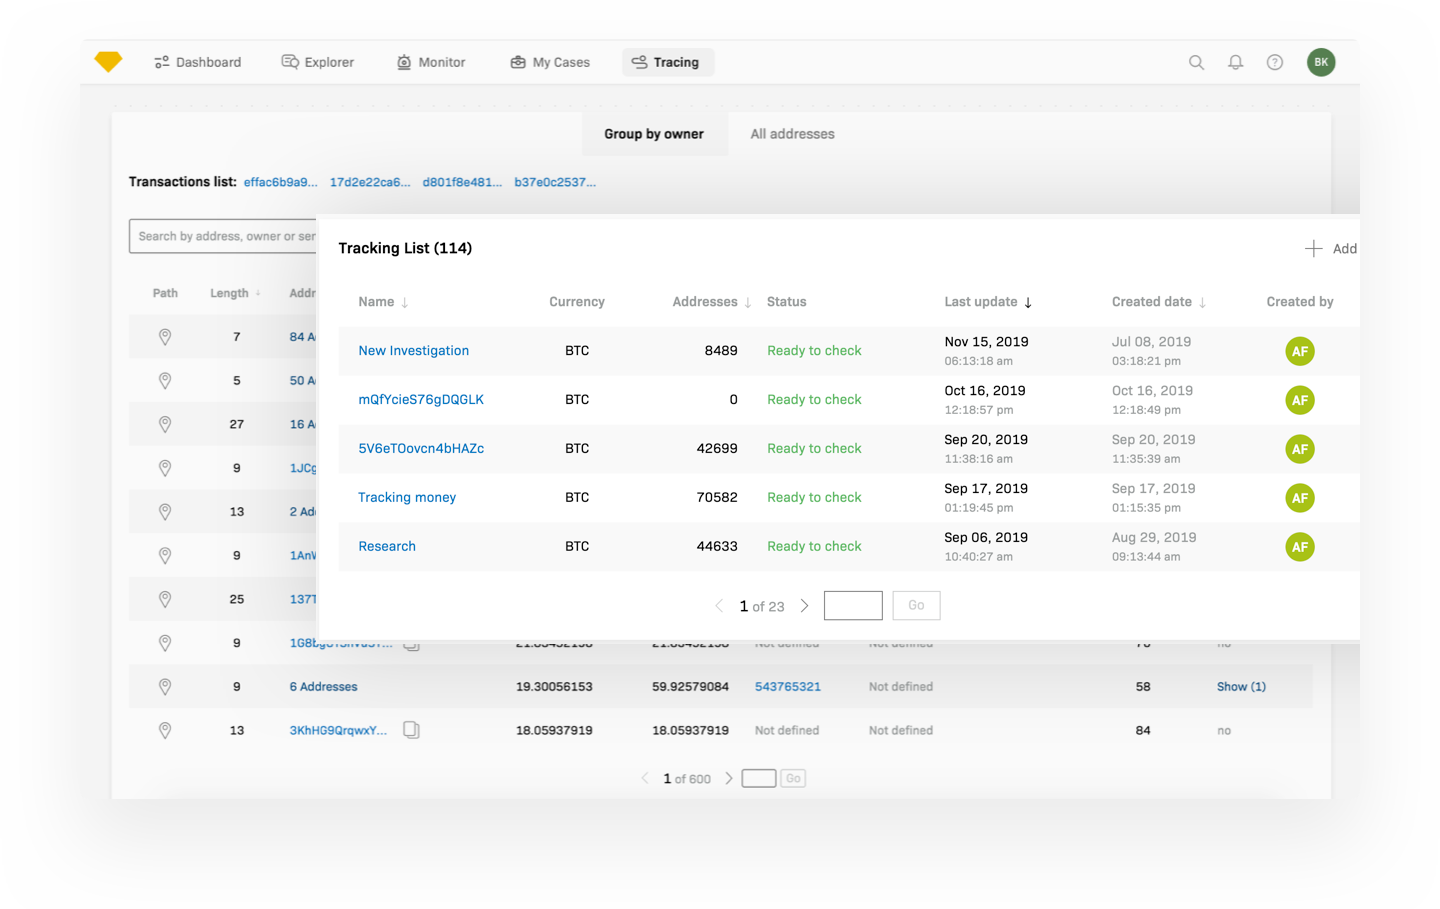 Dashboard Explorer Monitor My Cases Tracing BK
Group by owner All addresses
Transactions list: effac6b9a9... 17d2e22ca6... d801f8e481... b37e0c2537...
Search by address, owner or ser
Path Length Addr
7 84 A
5 50 A
27 16 A
9 1JCg
13 2 Ad
9 1An
25 137
9
9 6 Addresses 19.30056153 59.92579084 543765321 Not defined 58 Show (1)
13 3KhHG9QrqwxY... 18.05937919 18.05937919 Not defined Not defined 84 no
1 of 600 Go
Tracking List (114) Add
Name Currency Addresses Status Last update Created date Created by
New Investigation BTC 8489 Ready to check Nov 15, 2019 Jul 08, 2019 AF
06:13:18 am 03:18:21 pm
mQfYcieS76gDQGLK BTC 0 Ready to check Oct 16, 2019 Oct 16, 2019 AF
12:18:57 pm 12:18:49 pm
5V6eTOovcn4bHAZc BTC 42699 Ready to check Sep 20, 2019 Sep 20, 2019 AF
11:38:16 am 11:35:39 am
Tracking money BTC 70582 Ready to check Sep 17, 2019 Sep 17, 2019 AF
01:19:45 pm 01:15:35 pm
Research BTC 44633 Ready to check Sep 06, 2019 Aug 29, 2019 AF
10:40:27 am 09:13:44 am
1 of 23 Go